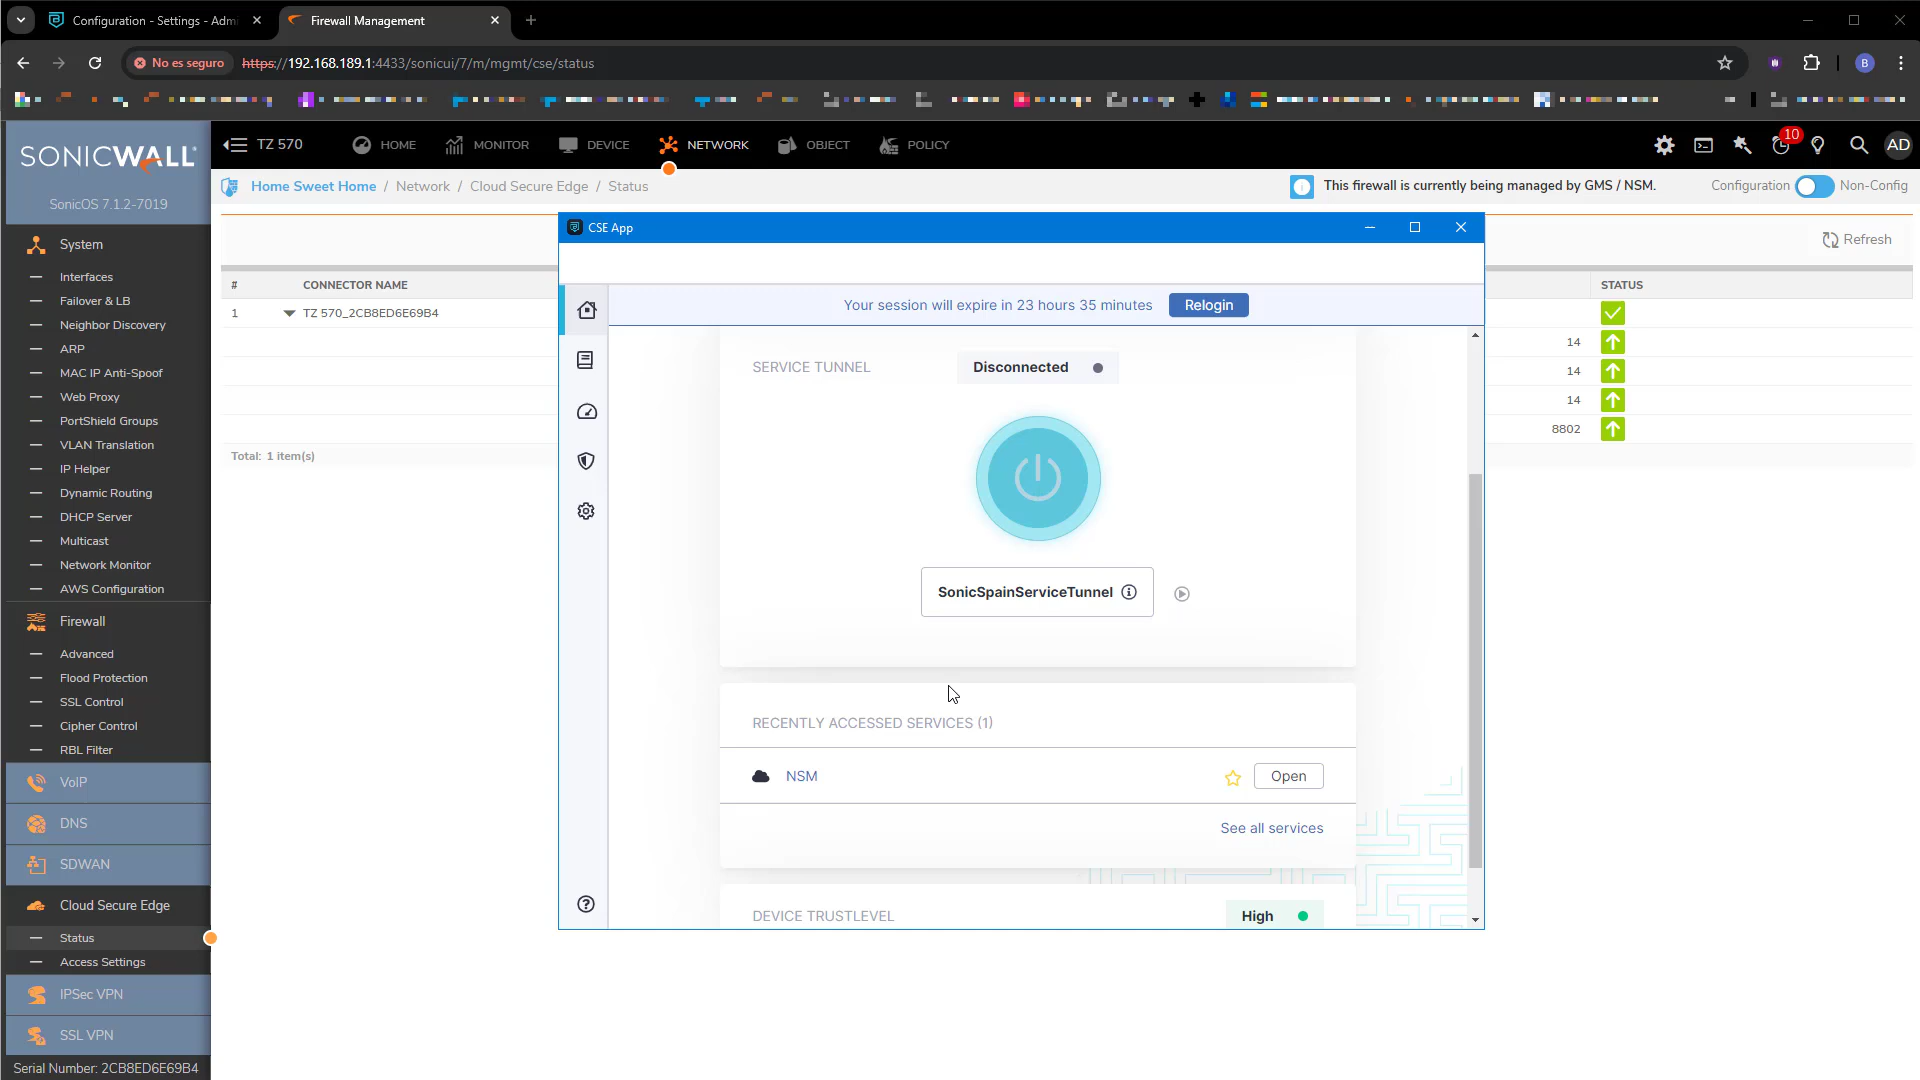 Configuration - Settings - Adm
Firewall Management
No es seguro
https://192.168.189.1:4433/sonicui/7/m/mgmt/cse/status
B
SONICWALL
SonicOS 7.1.2-7019
TZ 570
HOME
MONITOR
DEVICE
NETWORK
OBJECT
POLICY
10
AD
Home Sweet Home / Network / Cloud Secure Edge / Status
This firewall is currently being managed by GMS / NSM.
Configuration
Non-Config
System
Interfaces
Failover & LB
Neighbor Discovery
ARP
MAC IP Anti-Spoof
Web Proxy
PortShield Groups
VLAN Translation
IP Helper
Dynamic Routing
DHCP Server
Multicast
Network Monitor
AWS Configuration
Firewall
Advanced
Flood Protection
SSL Control
Cipher Control
RBL Filter
VoIP
DNS
SDWAN
Cloud Secure Edge
Status
Access Settings
IPSec VPN
SSL VPN
Serial Number: 2CB8ED6E69B4
Refresh
# CONNECTOR NAME
STATUS
1 TZ 570_2CB8ED6E69B4
14
14
14
8802
Total: 1 item(s)
CSE App
Your session will expire in 23 hours 35 minutes
Relogin
SERVICE TUNNEL
Disconnected
SonicSpainServiceTunnel
RECENTLY ACCESSED SERVICES (1)
NSM
Open
See all services
DEVICE TRUSTLEVEL
High